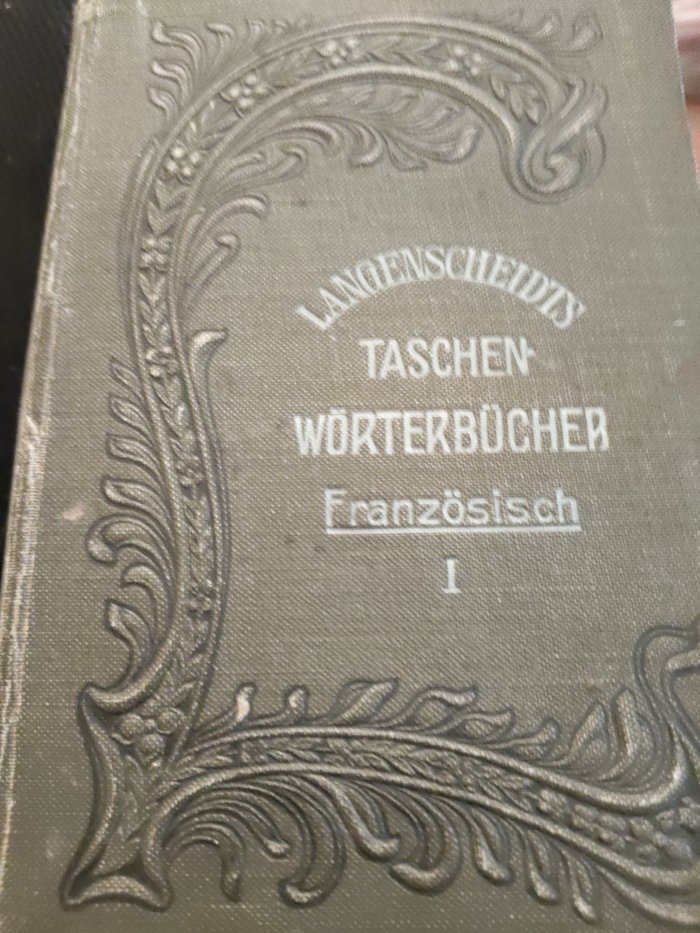 LANGENSCHEIDTS
TASCHEN-
WÖRTERBÜCHER
Französisch
I